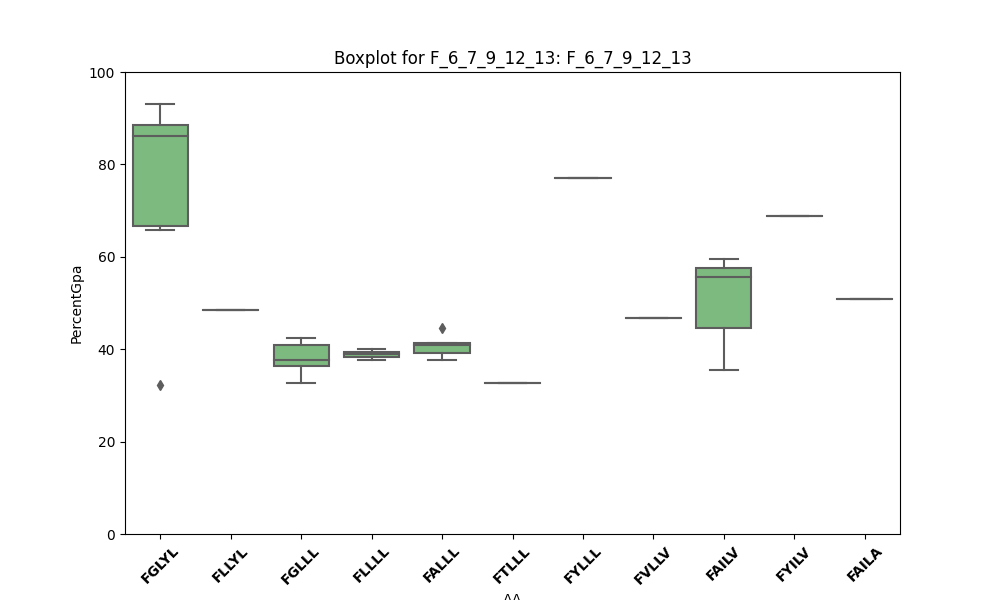 Boxplot for F_6_7_9_12_13: F_6_7_9_12_13
100
80
60
40
20
0
PercentGpa
FGLYL
FLLYL
FGLLL
FLLLL
FALLL
FTLLL
FYLLL
FVLLV
FAILV
FYILV
FAILA
AA